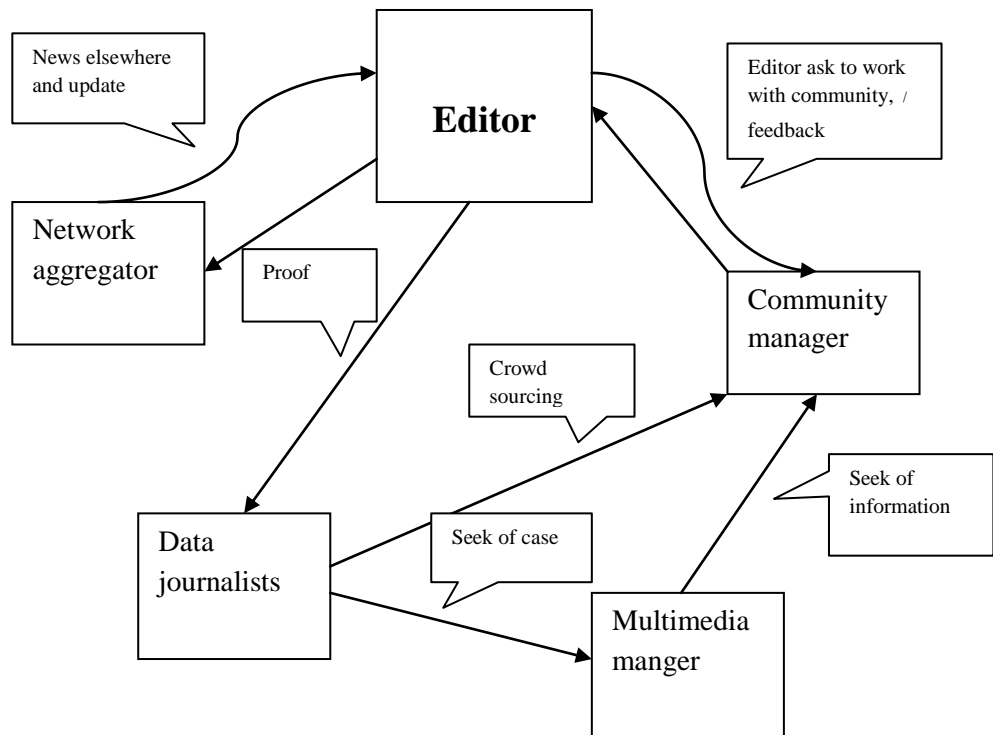 News elsewhere
and update
Editor
Editor ask to work
with community, /
feedback
Network
aggregator
Proof
Community
manager
Crowd
sourcing
Seek of
information
Data
journalists
Seek of case
Multimedia
manger